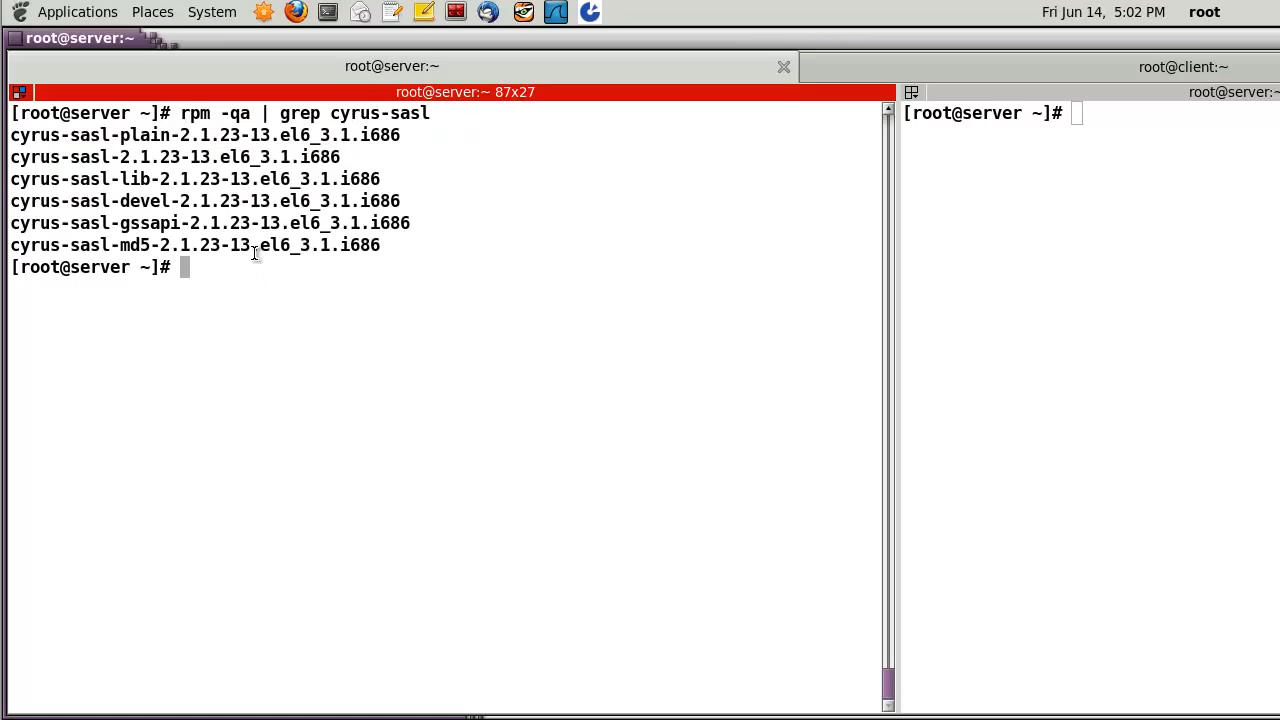 Applications Places System Fri Jun 14, 5:02 PM root
root@server:~
root@server:~ root@client:~
root@server:~ 87x27 root@server:~
[root@server ~]# rpm -qa | grep cyrus-sasl
cyrus-sasl-plain-2.1.23-13.el6_3.1.i686
cyrus-sasl-2.1.23-13.el6_3.1.i686
cyrus-sasl-lib-2.1.23-13.el6_3.1.i686
cyrus-sasl-devel-2.1.23-13.el6_3.1.i686
cyrus-sasl-gssapi-2.1.23-13.el6_3.1.i686
cyrus-sasl-md5-2.1.23-13.el6_3.1.i686
[root@server ~]#
[root@server ~]#